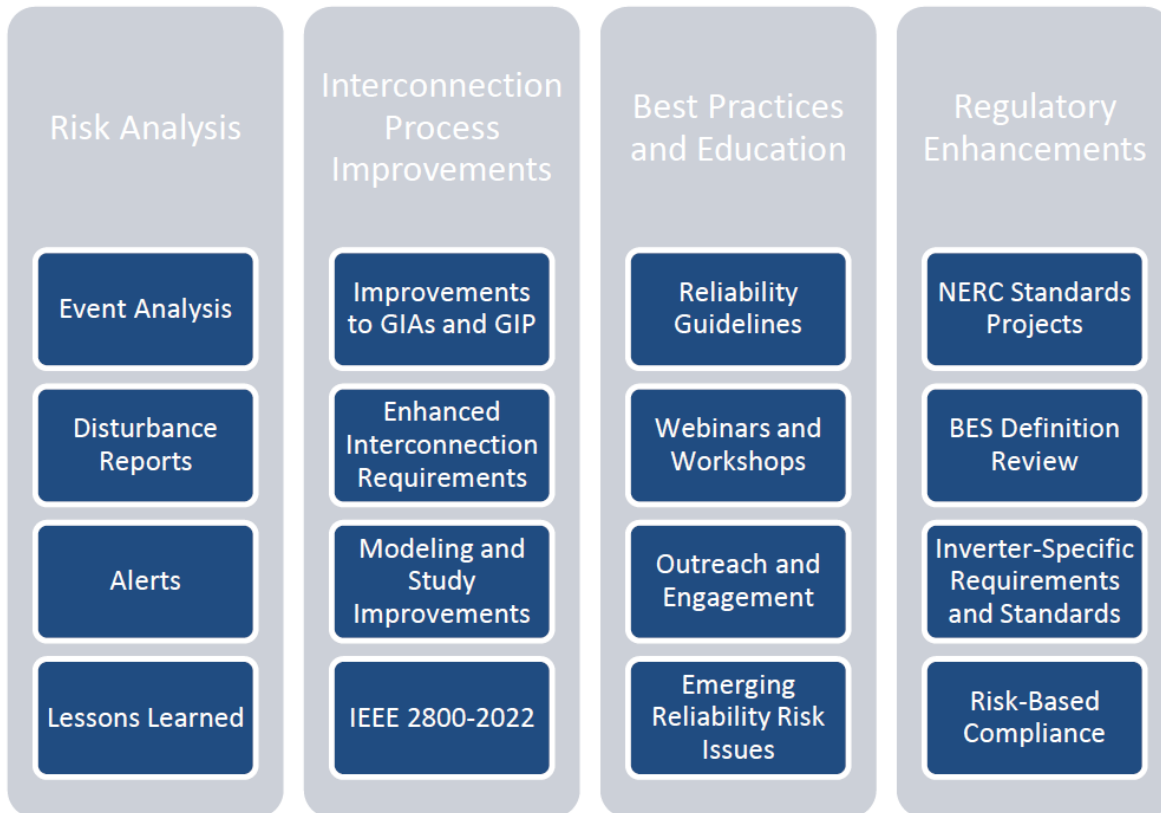 Risk Analysis
Event Analysis
Disturbance
Reports
Alerts
Lessons Learned
Interconnection
Process
Improvements
Improvements
to GIAs and GIP
Enhanced
Interconnection
Requirements
Modeling and
Study
Improvements
IEEE 2800-2022
Best Practices
and Education
Reliability
Guidelines
Webinars and
Workshops
Outreach and
Engagement
Emerging
Reliability Risk
Issues
Regulatory
Enhancements
NERC Standards
Projects
BES Definition
Review
Inverter-Specific
Requirements
and Standards
Risk-Based
Compliance